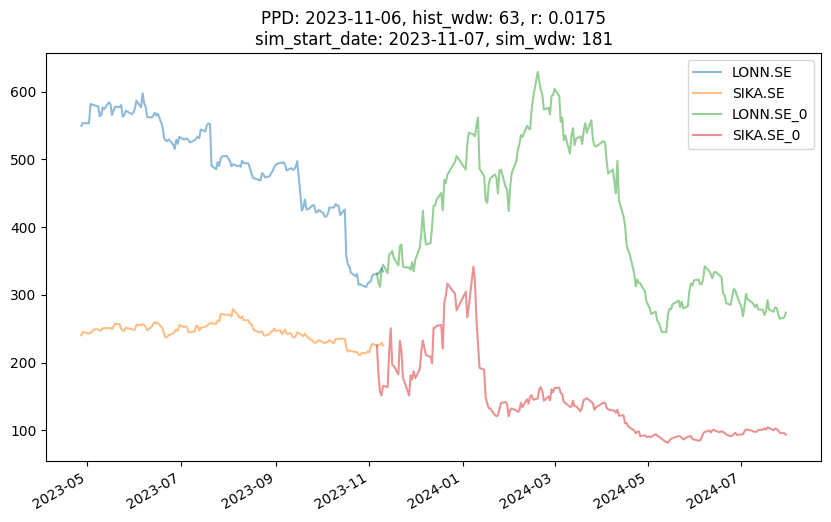 PPD: 2023-11-06, hist_wdw: 63, r: 0.0175
sim_start_date: 2023-11-07, sim_wdw: 181
LONN.SE
SIKA.SE
LONN.SE_0
SIKA.SE_0
600
500
400
300
200
100
2023-05
2023-07
2023-09
2023-11
2024-01
2024-03
2024-05
2024-07